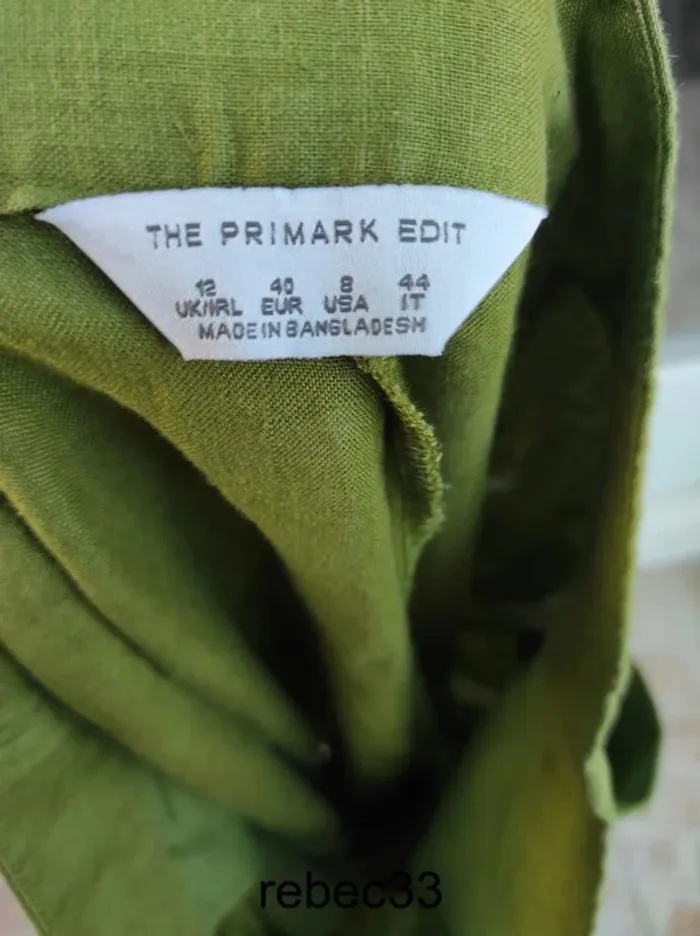 THE PRIMARK EDIT
12 40 8 44
UK/IRL EUR USA IT
MADE IN BANGLADESH
rebec33